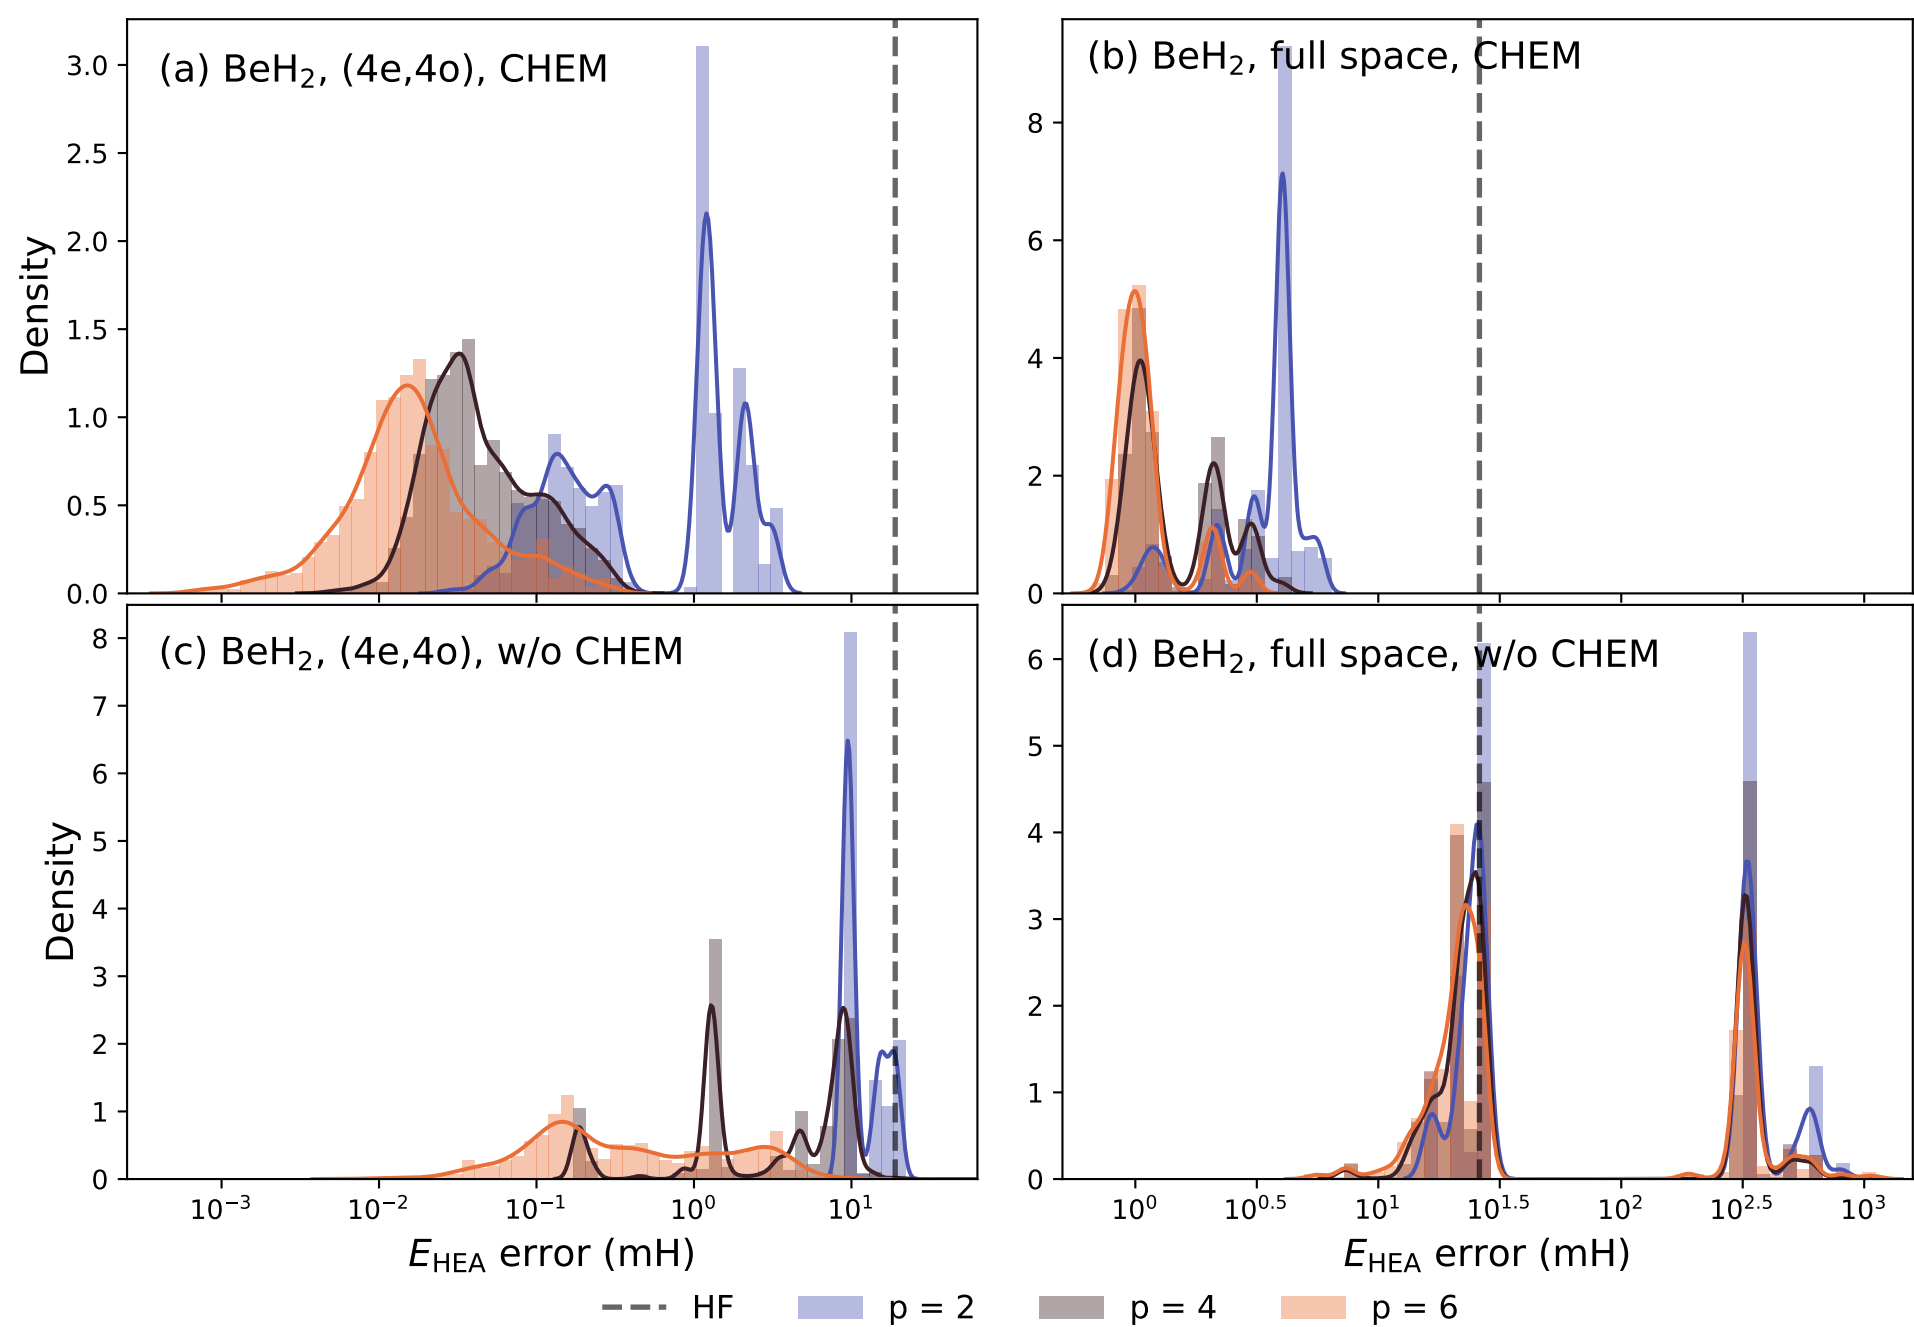 (a) BeH₂, (4e,4o), CHEM
3.0
2.5
2.0
1.5
1.0
0.5
0.0
Density
(b) BeH₂, full space, CHEM
8
6
4
2
0
(c) BeH₂, (4e,4o), w/o CHEM
8
7
6
5
4
3
2
1
0
Density
10⁻³ 10⁻² 10⁻¹ 10⁰ 10¹
E_HEA error (mH)
(d) BeH₂, full space, w/o CHEM
6
5
4
3
2
1
0
10⁰ 10⁰·⁵ 10¹ 10¹·⁵ 10² 10²·⁵ 10³
E_HEA error (mH)
HF p = 2 p = 4 p = 6